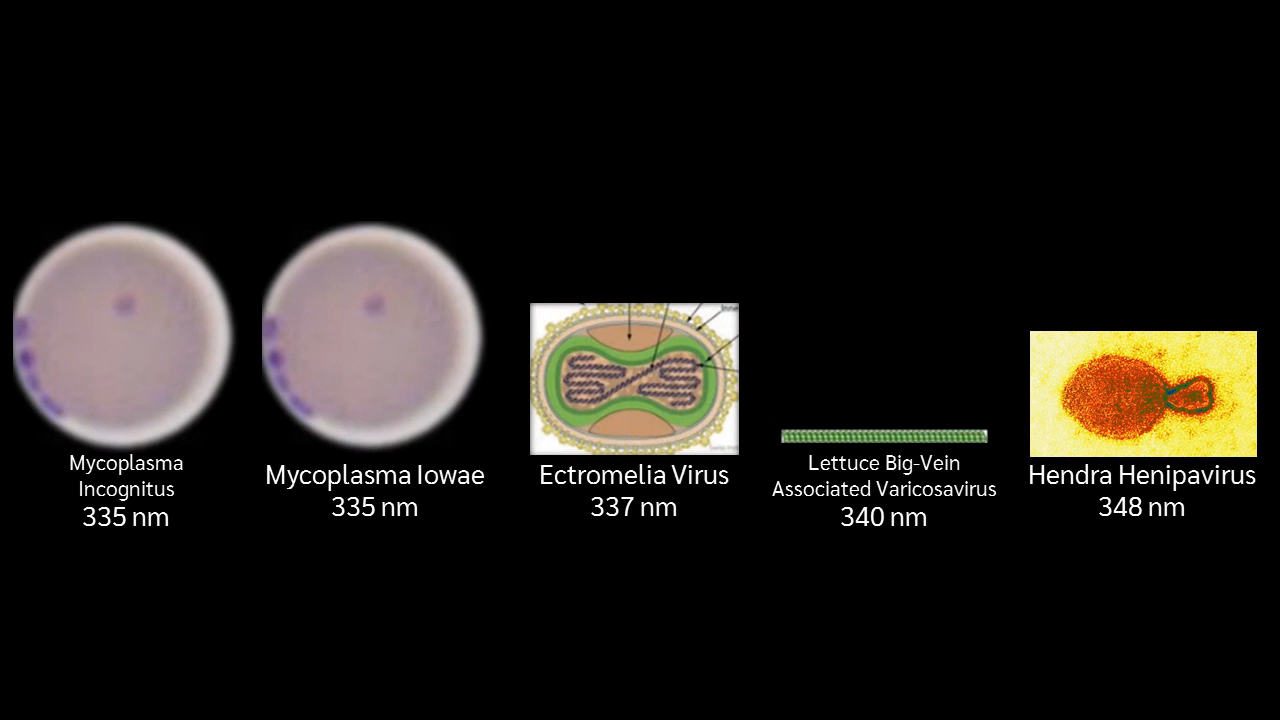 Mycoplasma
Incognitus
335 nm
Mycoplasma Iowae
335 nm
Ectromelia Virus
337 nm
Lettuce Big-Vein
Associated Varicosavirus
340 nm
Hendra Henipavirus
348 nm